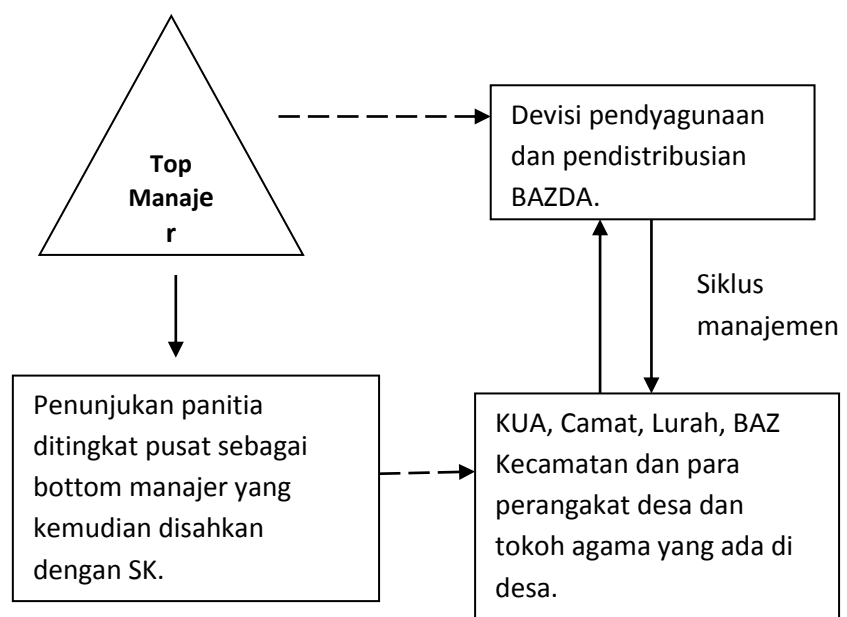 Top
Manaje
r
Devisi pendyagunaan
dan pendistribusian
BAZDA.
Siklus
manajemen
Penunjukan panitia
ditingkat pusat sebagai
bottom manajer yang
kemudian disahkan
dengan SK.
KUA, Camat, Lurah, BAZ
Kecamatan dan para
perangakat desa dan
tokoh agama yang ada di
desa.